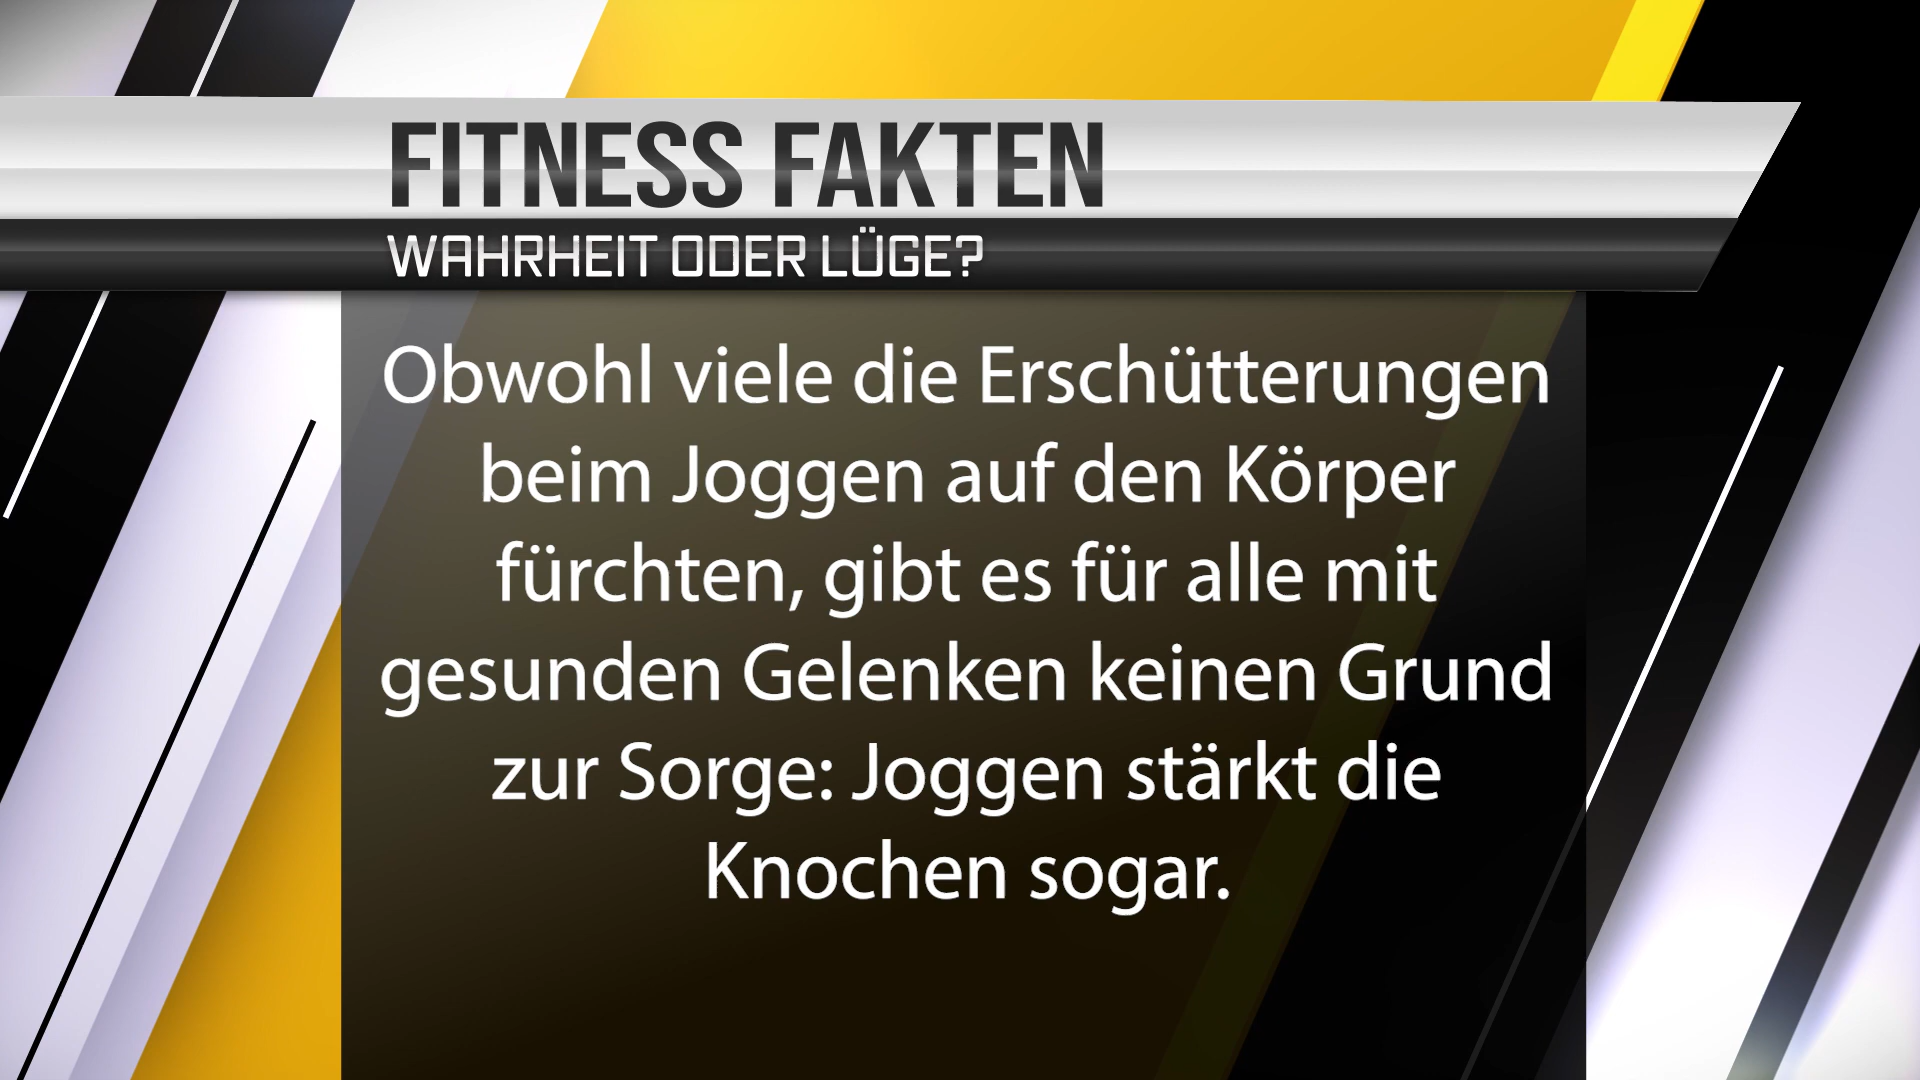 FITNESS FAKTEN
WAHRHEIT ODER LÜGE?
Obwohl viele die Erschütterungen
beim Joggen auf den Körper
fürchten, gibt es für alle mit
gesunden Gelenken keinen Grund
zur Sorge: Joggen stärkt die
Knochen sogar.